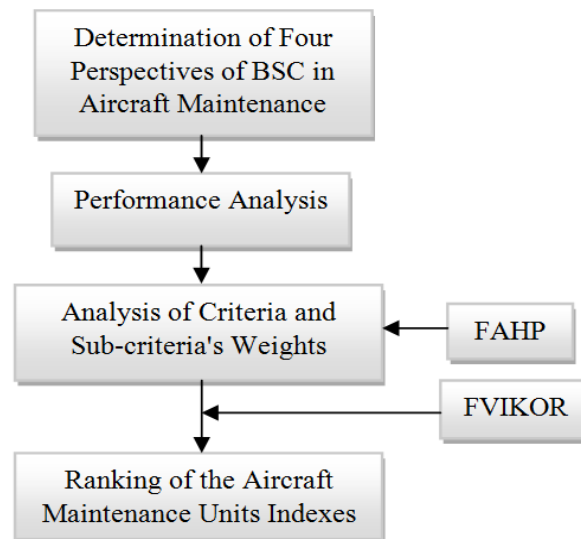 Determination of Four
Perspectives of BSC in
Aircraft Maintenance
Performance Analysis
Analysis of Criteria and
Sub-criteria's Weights
FAHP
FVIKOR
Ranking of the Aircraft
Maintenance Units Indexes